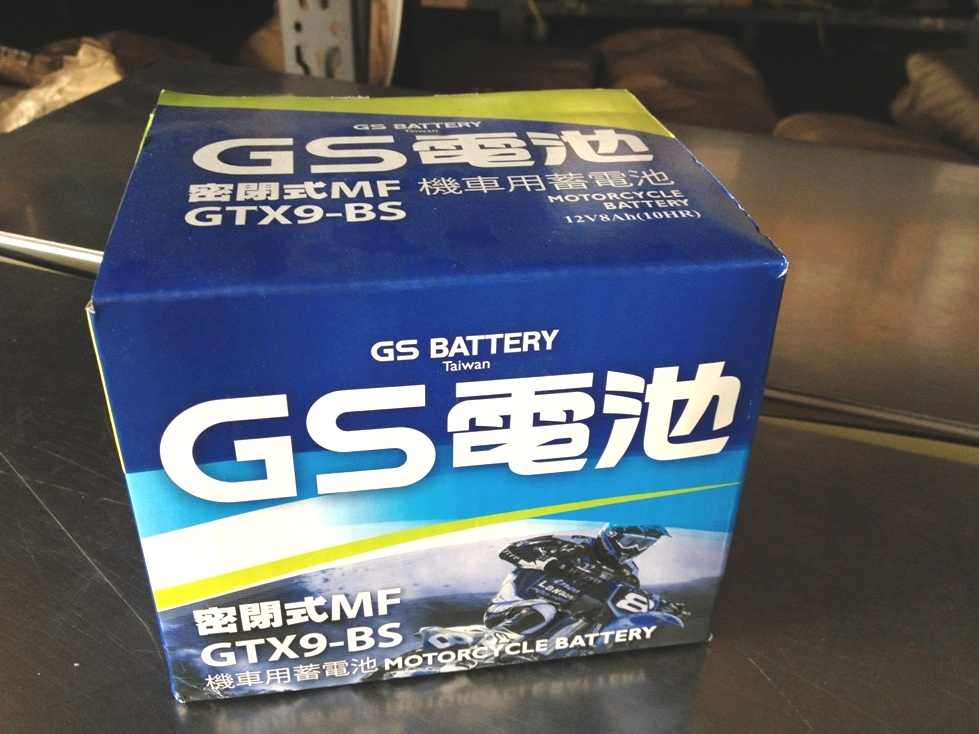 GS BATTERY
Taiwan
GS電池
密閉式MF
GTX9-BS
機車用蓄電池
MOTORCYCLE
BATTERY
12V8Ah(10HR)
GS BATTERY
Taiwan
GS電池
密閉式MF
GTX9-BS
機車用蓄電池 MOTORCYCLE BATTERY
8